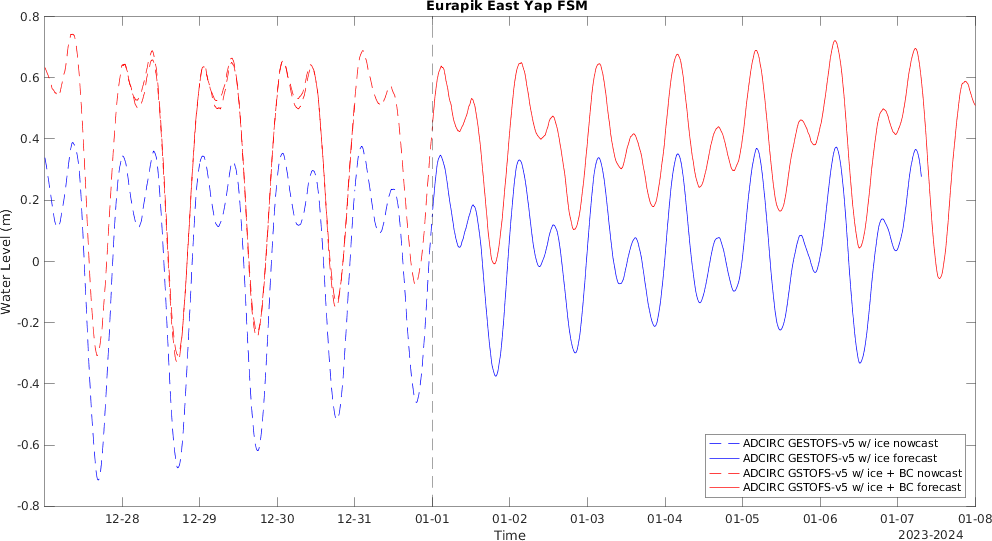 Eurapik East Yap FSM
0.8
0.6
0.4
0.2
0
-0.2
-0.4
-0.6
-0.8
Water Level (m)
ADCIRC GESTOFS-v5 w/ ice nowcast
ADCIRC GESTOFS-v5 w/ ice forecast
ADCIRC GSTOFS-v5 w/ ice + BC nowcast
ADCIRC GSTOFS-v5 w/ ice + BC forecast
12-28 12-29 12-30 12-31 01-01 01-02 01-03 01-04 01-05 01-06 01-07 01-08
Time
2023-2024